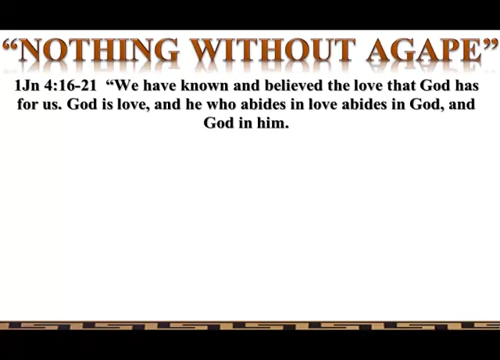 “NOTHING WITHOUT AGAPE”
1Jn 4:16-21 “We have known and believed the love that God has
for us. God is love, and he who abides in love abides in God, and
God in him.